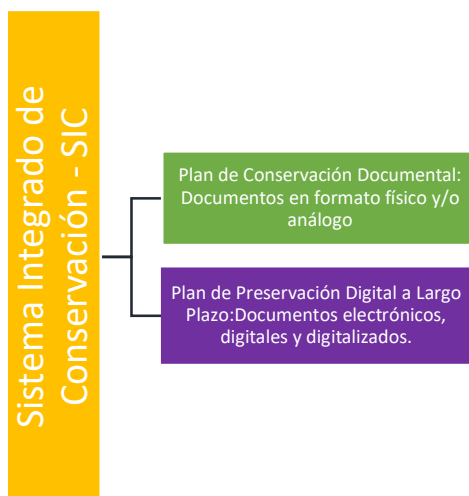 Sistema Integrado de
Conservación - SIC
Plan de Conservación Documental:
Documentos en formato físico y/o
análogo
Plan de Preservación Digital a Largo
Plazo:Documentos electrónicos,
digitales y digitalizados.